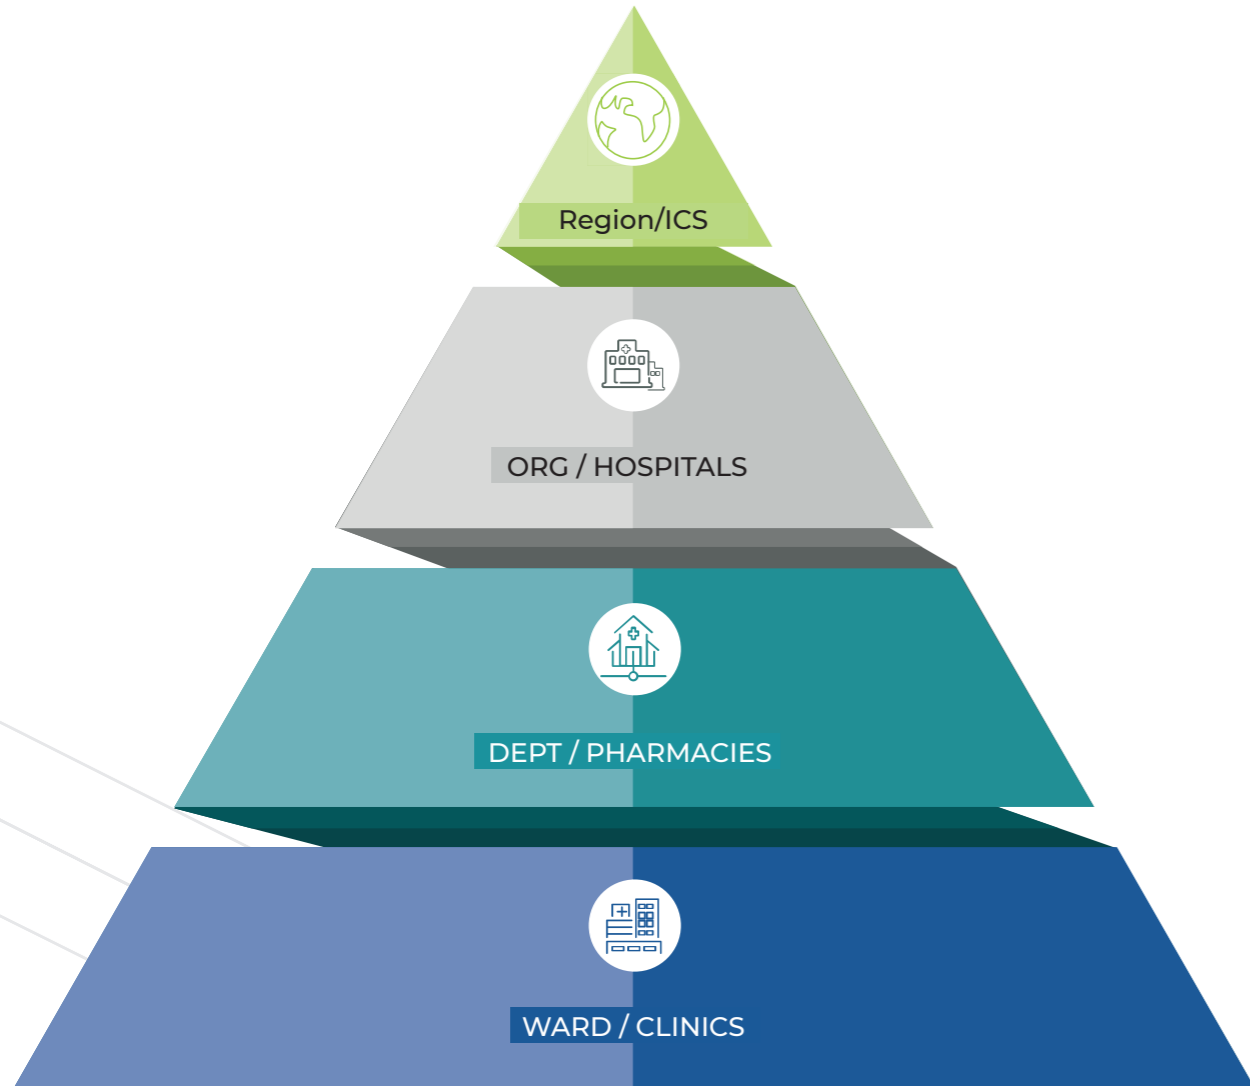 Region/ICS
ORG / HOSPITALS
DEPT / PHARMACIES
WARD / CLINICS